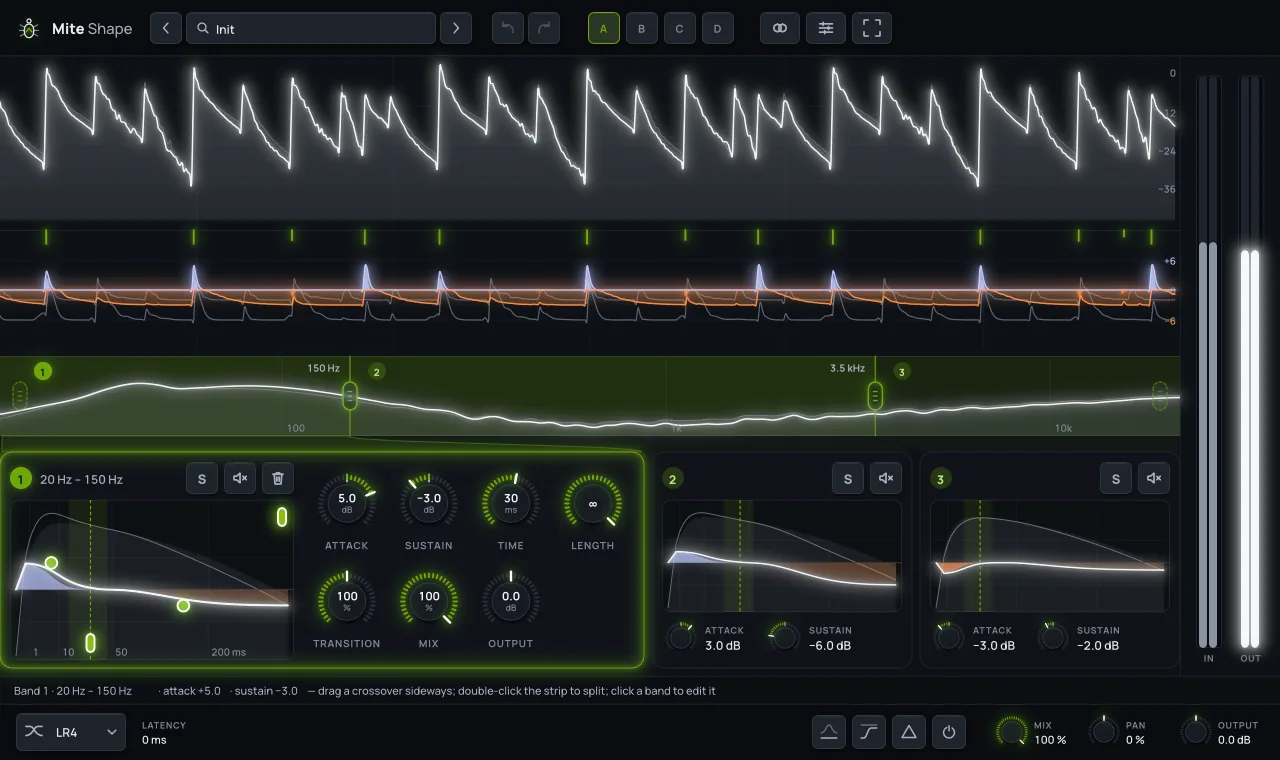 Mite Shape
Init
A B C D
0
-12
-24
-36
+6
-6
1 150 Hz 2 3.5 kHz 3
100 1k 10k
1 20 Hz – 150 Hz S
1 10 50 200 ms
5.0 dB ATTACK
−3.0 dB SUSTAIN
30 ms TIME
∞ LENGTH
100 % TRANSITION
100 % MIX
0.0 dB OUTPUT
2 S
ATTACK 3.0 dB
SUSTAIN −6.0 dB
3 S
ATTACK −3.0 dB
SUSTAIN −2.0 dB
IN OUT
Band 1 · 20 Hz – 150 Hz · attack +5.0 · sustain −3.0 — drag a crossover sideways; double-click the strip to split; click a band to edit it
LR4
LATENCY
0 ms
MIX
100 %
PAN
0 %
OUTPUT
0.0 dB